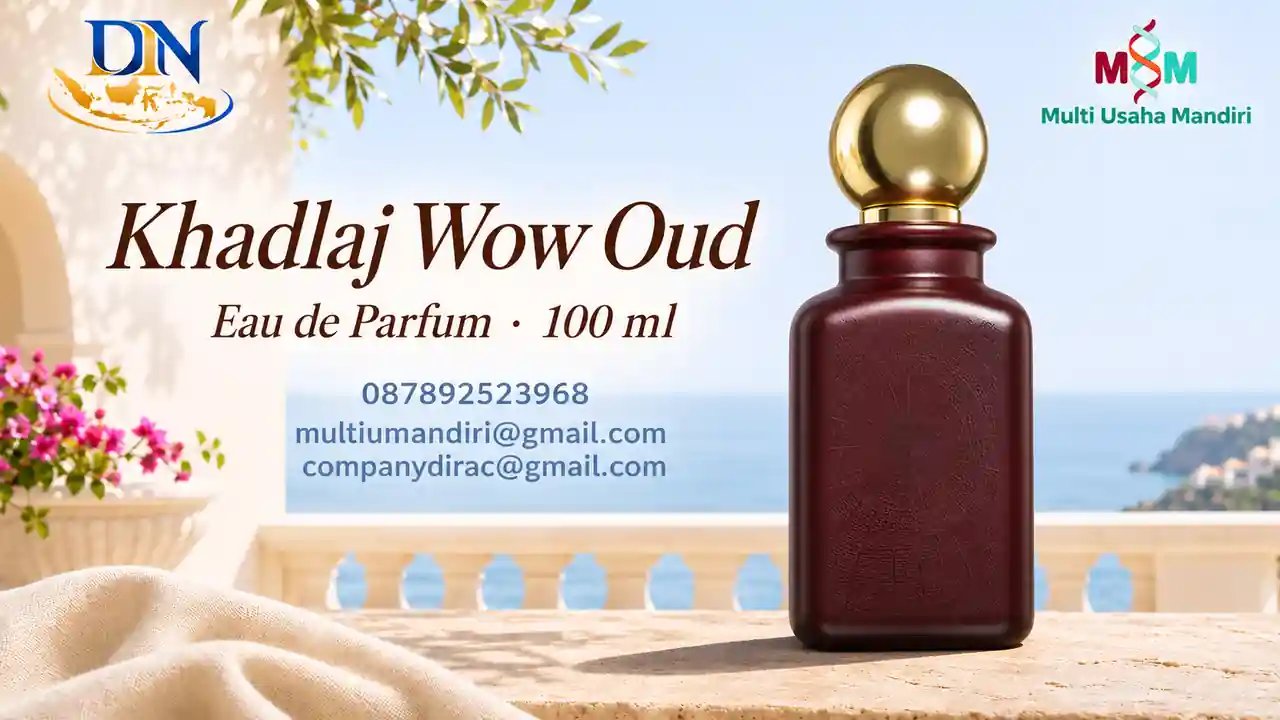 DN
MSM
Multi Usaha Mandiri
Khadlaj Wow Oud
Eau de Parfum · 100 ml
087892523968
multiumandiri@gmail.com
companydirac@gmail.com